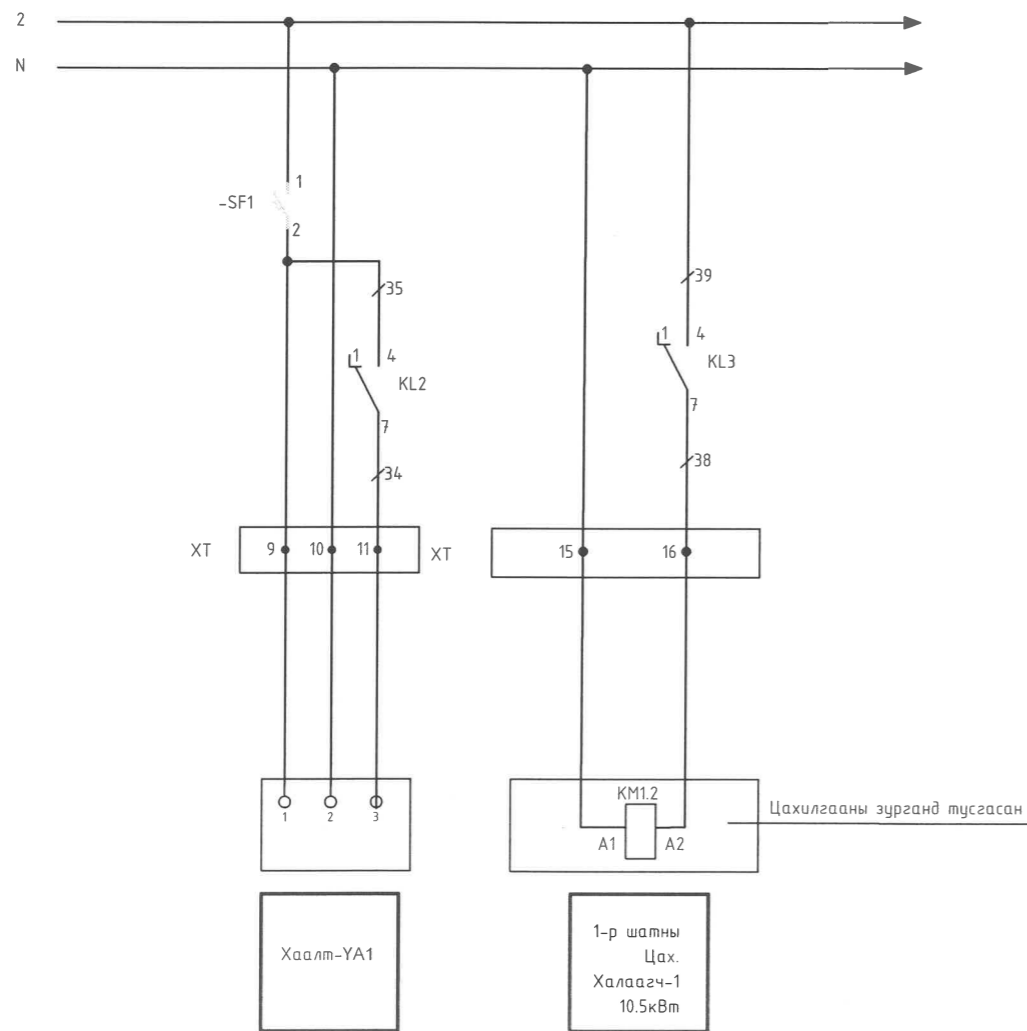 2
N
1
-SF1
2
35
39
1 4
KL2
7
1 4
KL3
7
34
38
XT 9 10 11 XT
15 16
1 2 3
KM1.2
A1 A2
Цахилгааны зурганд тусгасан
Хаалт-YA1
1-р шатны
Цах.
Халаагч-1
10.5кВт